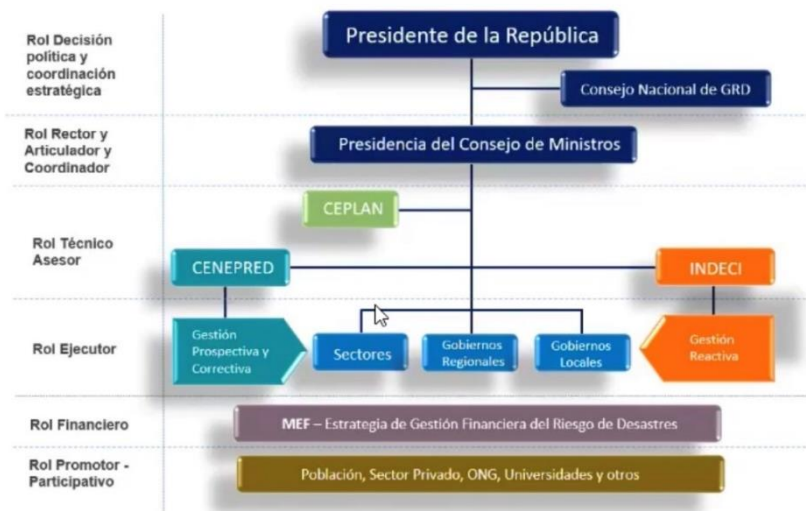 Rol Decisión
política y
coordinación
estratégica
Presidente de la República
Consejo Nacional de GRD
Rol Rector y
Articulador y
Coordinador
Presidencia del Consejo de Ministros
CEPLAN
Rol Técnico
Asesor
CENEPRED
INDECI
Rol Ejecutor
Gestión
Prospectiva y
Correctiva
Sectores
Gobiernos
Regionales
Gobiernos
Locales
Gestión
Reactiva
Rol Financiero
MEF – Estrategia de Gestión Financiera del Riesgo de Desastres
Rol Promotor -
Participativo
Población, Sector Privado, ONG, Universidades y otros